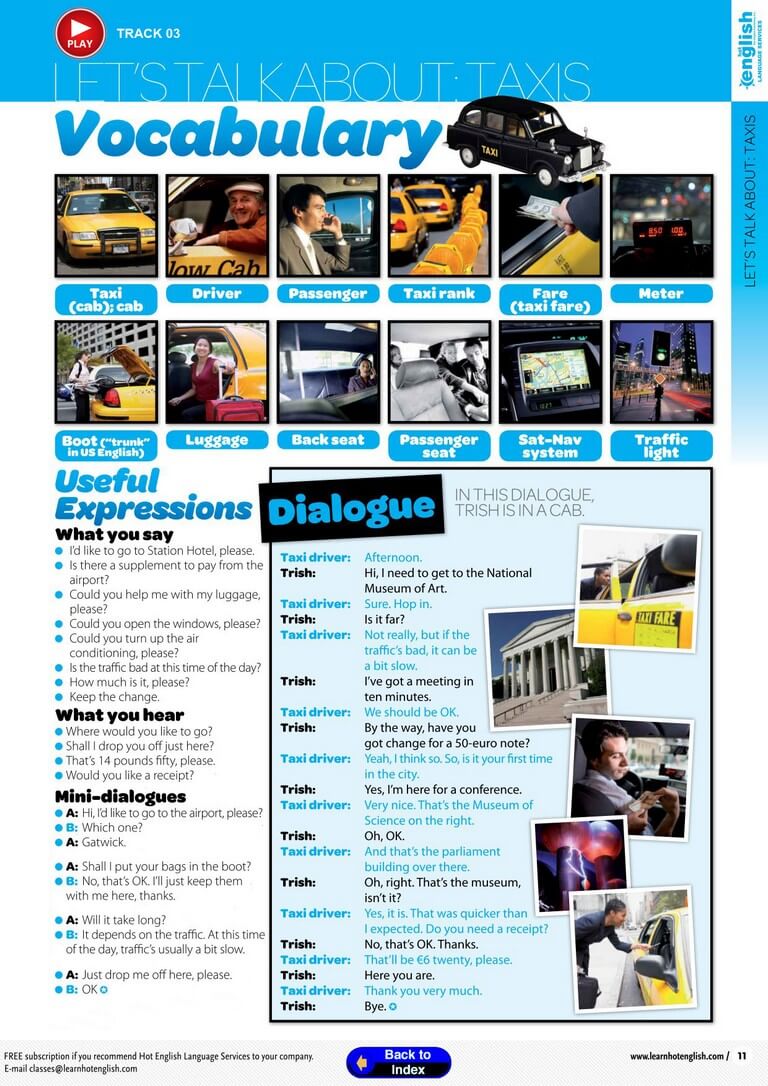 PLAY
TRACK 03
LET'S TALK ABOUT: TAXIS
english
LANGUAGE SERVICES
LET'S TALK ABOUT: TAXIS
Vocabulary
TAXI
Yellow Cab
8.50 1.00
Taxi
(cab); cab
Driver
Passenger
Taxi rank
Fare
(taxi fare)
Meter
Boot ("trunk"
in US English)
Luggage
Back seat
Passenger
seat
Sat-Nav
system
Traffic
light
Useful
Expressions
What you say
I'd like to go to Station Hotel, please.
Is there a supplement to pay from the
airport?
Could you help me with my luggage,
please?
Could you open the windows, please?
Could you turn up the air
conditioning, please?
Is the traffic bad at this time of the day?
How much is it, please?
Keep the change.
What you hear
Where would you like to go?
Shall I drop you off just here?
That's 14 pounds fifty, please.
Would you like a receipt?
Mini-dialogues
A: Hi, I'd like to go to the airport, please?
B: Which one?
A: Gatwick.
A: Shall I put your bags in the boot?
B: No, that's OK. I'll just keep them
with me here, thanks.
A: Will it take long?
B: It depends on the traffic. At this time
of the day, traffic's usually a bit slow.
A: Just drop me off here, please.
B: OK
Dialogue
IN THIS DIALOGUE,
TRISH IS IN A CAB.
Taxi driver: Afternoon.
Trish: Hi, I need to get to the National
Museum of Art.
Taxi driver: Sure. Hop in.
Trish: Is it far?
Taxi driver: Not really, but if the
traffic's bad, it can be
a bit slow.
Trish: I've got a meeting in
ten minutes.
Taxi driver: We should be OK.
Trish: By the way, have you
got change for a 50-euro note?
Taxi driver: Yeah, I think so. So, is it your first time
in the city.
Trish: Yes, I'm here for a conference.
Taxi driver: Very nice. That's the Museum of
Science on the right.
Trish: Oh, OK.
Taxi driver: And that's the parliament
building over there.
Trish: Oh, right. That's the museum,
isn't it?
Taxi driver: Yes, it is. That was quicker than
I expected. Do you need a receipt?
Trish: No, that's OK. Thanks.
Taxi driver: That'll be €6 twenty, please.
Trish: Here you are.
Taxi driver: Thank you very much.
Trish: Bye.
TAXI FARE
FREE subscription if you recommend Hot English Language Services to your company.
E-mail classes@learnhotenglish.com
Back to
Index
www.learnhotenglish.com / 11